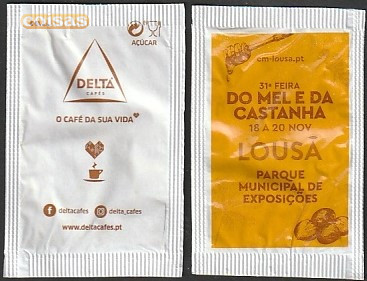 coisas
AÇÚCAR
DELTA
CAFÉS
O CAFÉ DA SUA VIDA
deltacafes
delta_cafes
www.deltacafes.pt
cm-lousa.pt
31ª FEIRA
DO MEL E DA
CASTANHA
18 A 20 NOV
LOUSÃ
PARQUE
MUNICIPAL DE
EXPOSIÇÕES